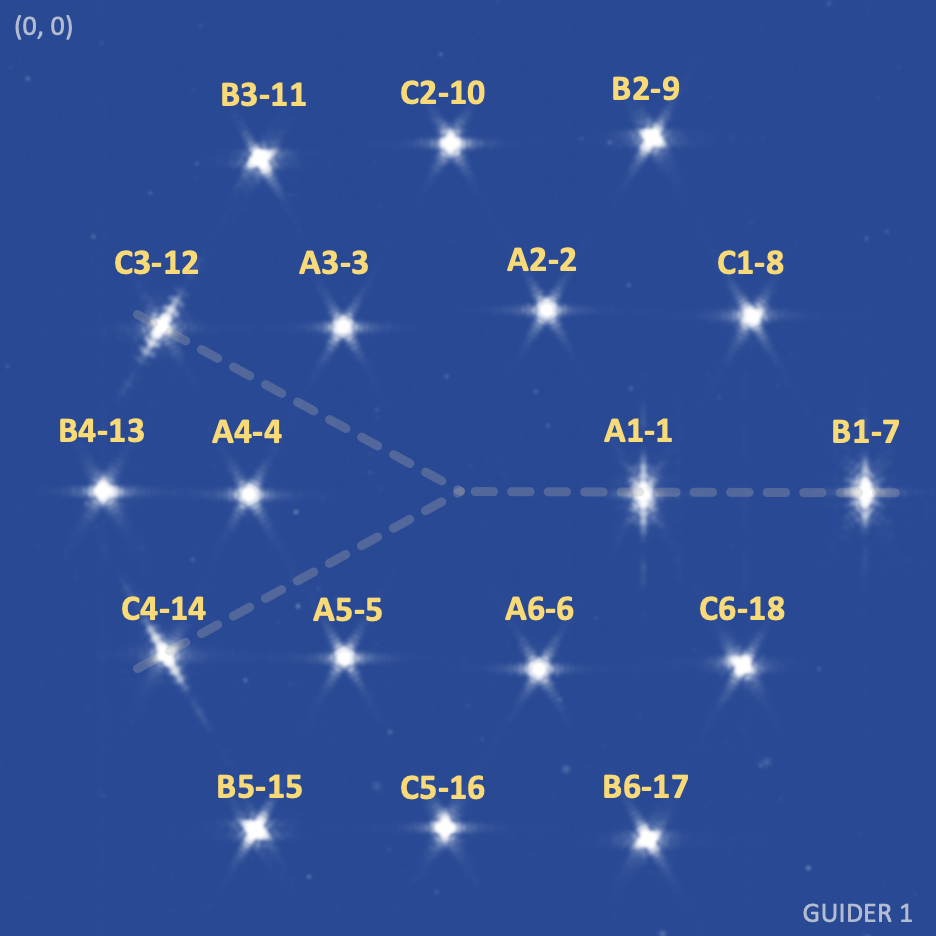 (0, 0)
B3-11 C2-10 B2-9
C3-12 A3-3 A2-2 C1-8
B4-13 A4-4 A1-1 B1-7
C4-14 A5-5 A6-6 C6-18
B5-15 C5-16 B6-17
GUIDER 1